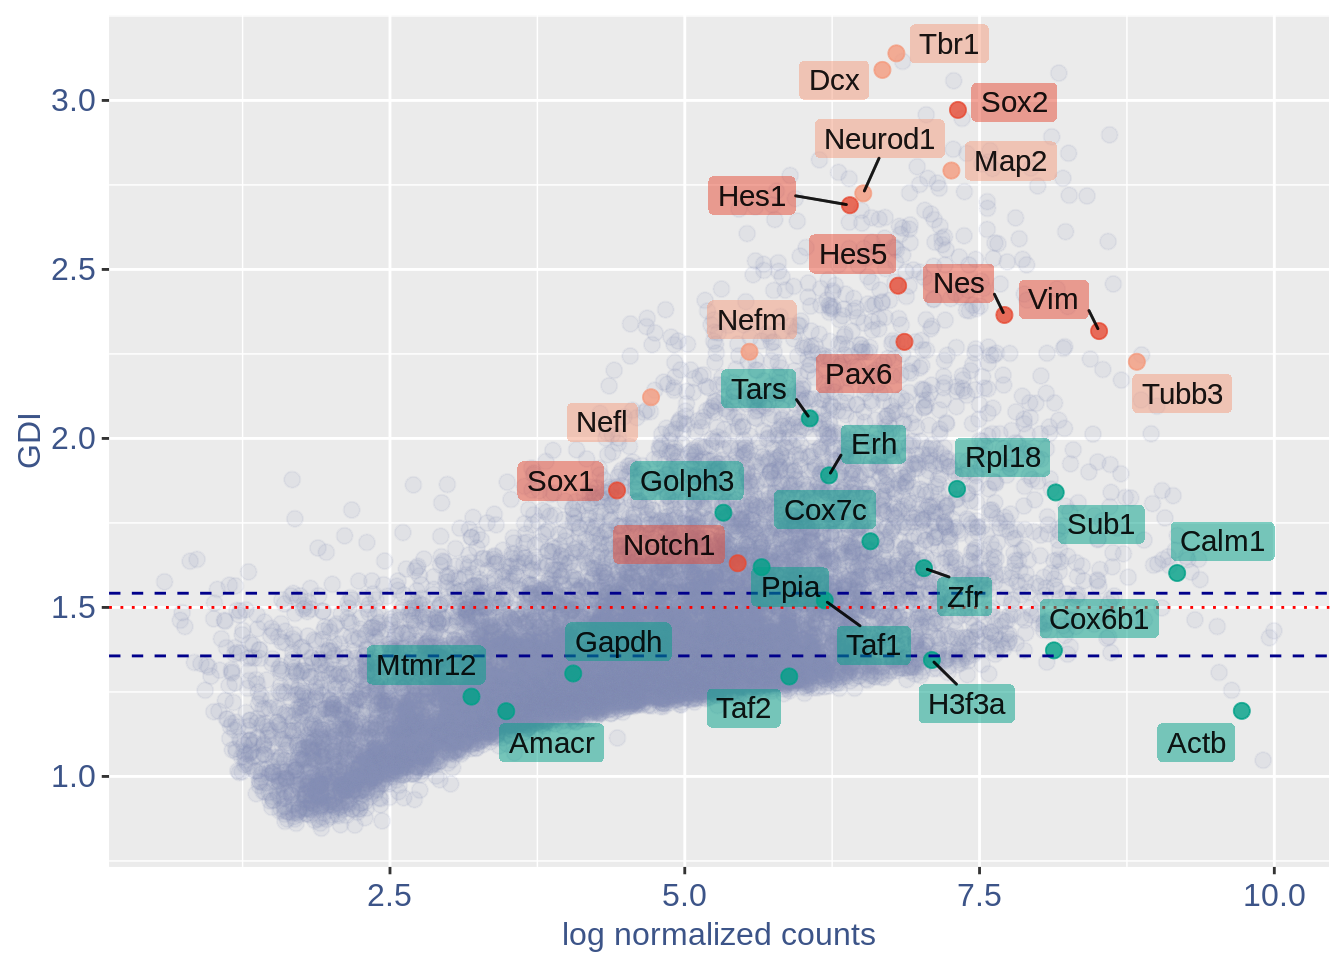 Tbr1
Dcx
Sox2
Neurod1
Map2
Hes1
Hes5
Nes
Vim
Nefm
Pax6
Tars
Tubb3
Nefl
Erh
Rpl18
Sox1
Golph3
Cox7c
Sub1
Notch1
Calm1
Ppia
Zfr
Cox6b1
Gapdh
Taf1
Mtmr12
Taf2
H3f3a
Amacr
Actb
3.0
2.5
2.0
1.5
1.0
GDI
2.5
5.0
7.5
10.0
log normalized counts